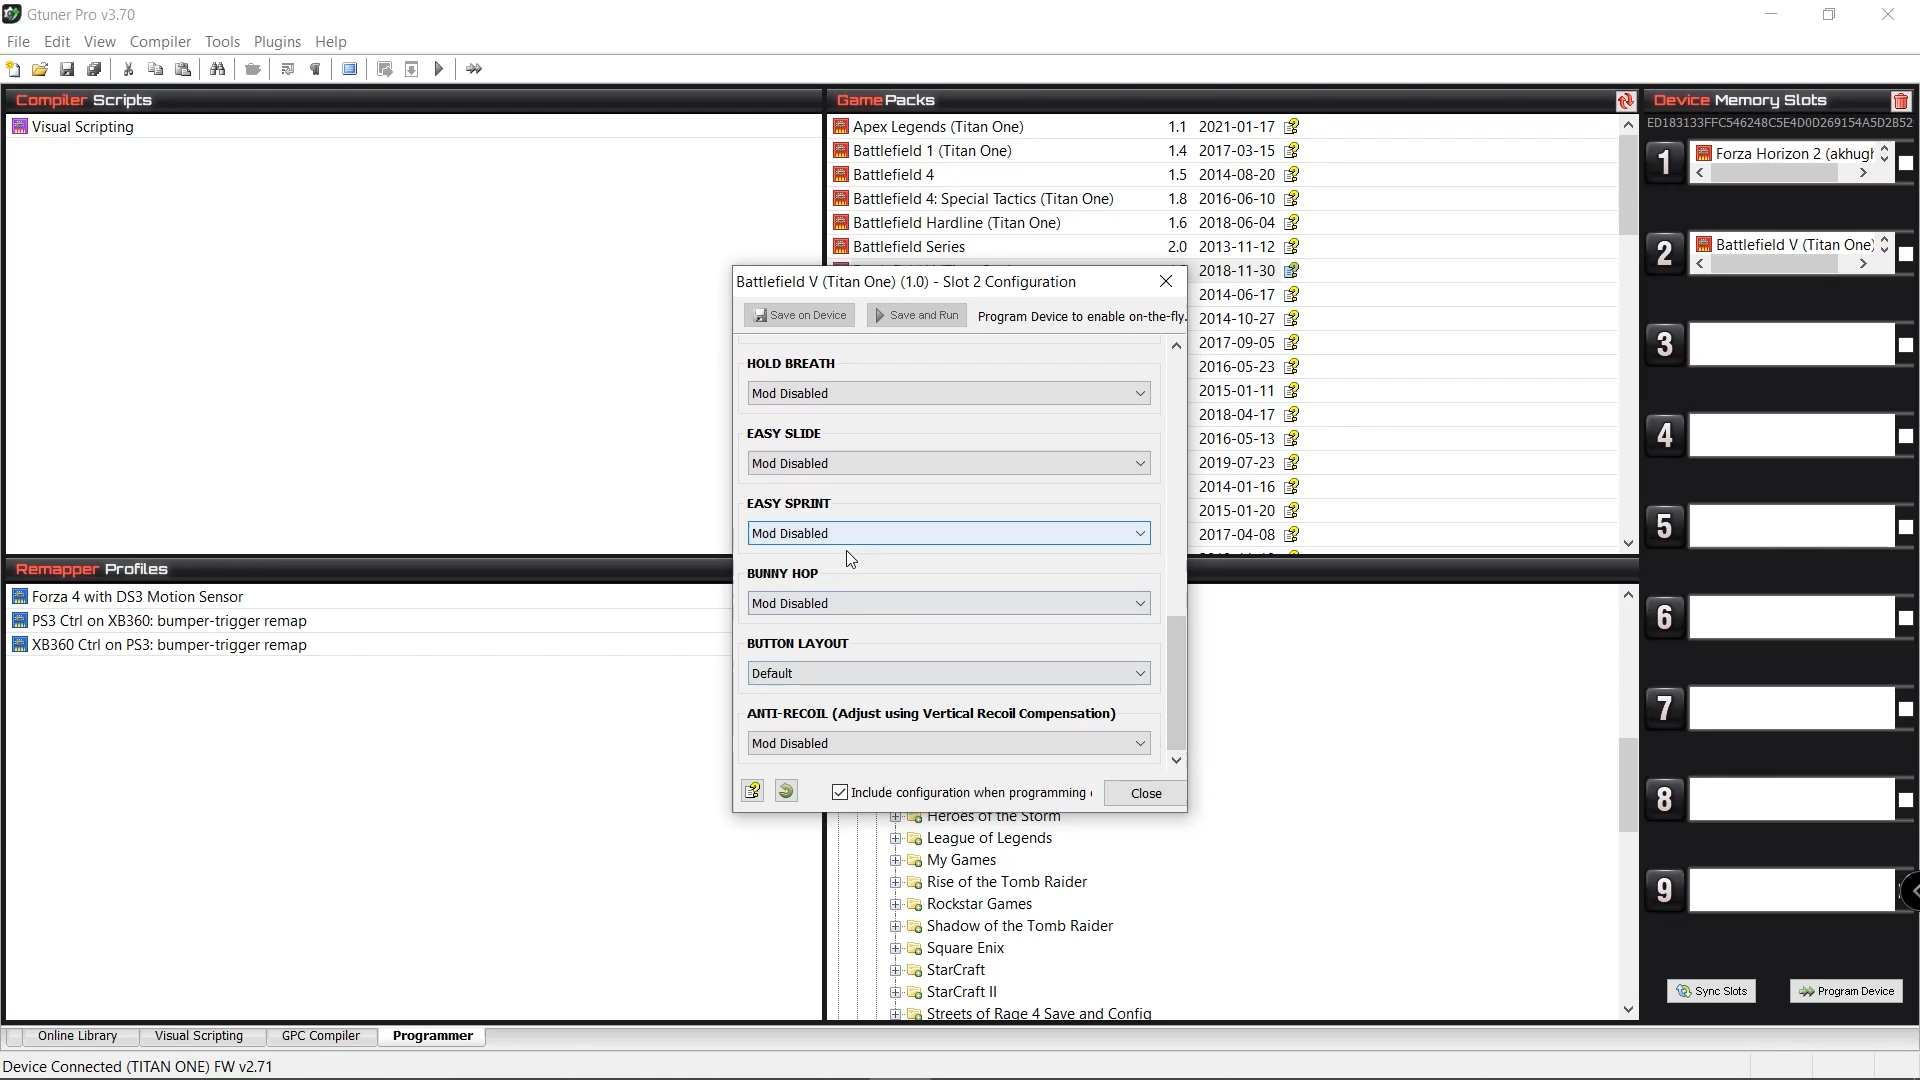 Gtuner Pro v3.70
File Edit View Compiler Tools Plugins Help
Compiler Scripts
Visual Scripting
Game Packs
Apex Legends (Titan One) 1.1 2021-01-17
Battlefield 1 (Titan One) 1.4 2017-03-15
Battlefield 4 1.5 2014-08-20
Battlefield 4: Special Tactics (Titan One) 1.8 2016-06-10
Battlefield Hardline (Titan One) 1.6 2018-06-04
Battlefield Series 2.0 2013-11-12
2018-11-30
2014-06-17
2014-10-27
2017-09-05
2016-05-23
2015-01-11
2018-04-17
2016-05-13
2019-07-23
2014-01-16
2015-01-20
2017-04-08
Battlefield V (Titan One) (1.0) - Slot 2 Configuration
Save on Device Save and Run Program Device to enable on-the-fly.
HOLD BREATH
Mod Disabled
EASY SLIDE
Mod Disabled
EASY SPRINT
Mod Disabled
BUNNY HOP
Mod Disabled
BUTTON LAYOUT
Default
ANTI-RECOIL (Adjust using Vertical Recoil Compensation)
Mod Disabled
Include configuration when programming
Close
Remapper Profiles
Forza 4 with DS3 Motion Sensor
PS3 Ctrl on XB360: bumper-trigger remap
XB360 Ctrl on PS3: bumper-trigger remap
Heroes of the Storm
League of Legends
My Games
Rise of the Tomb Raider
Rockstar Games
Shadow of the Tomb Raider
Square Enix
StarCraft
StarCraft II
Streets of Rage 4 Save and Config
Device Memory Slots
ED183133FFC546248C5E4D0D269154A5D2B52
1 Forza Horizon 2 (akhugh
2 Battlefield V (Titan One)
3
4
5
6
7
8
9
Sync Slots Program Device
Online Library Visual Scripting GPC Compiler Programmer
Device Connected (TITAN ONE) FW v2.71